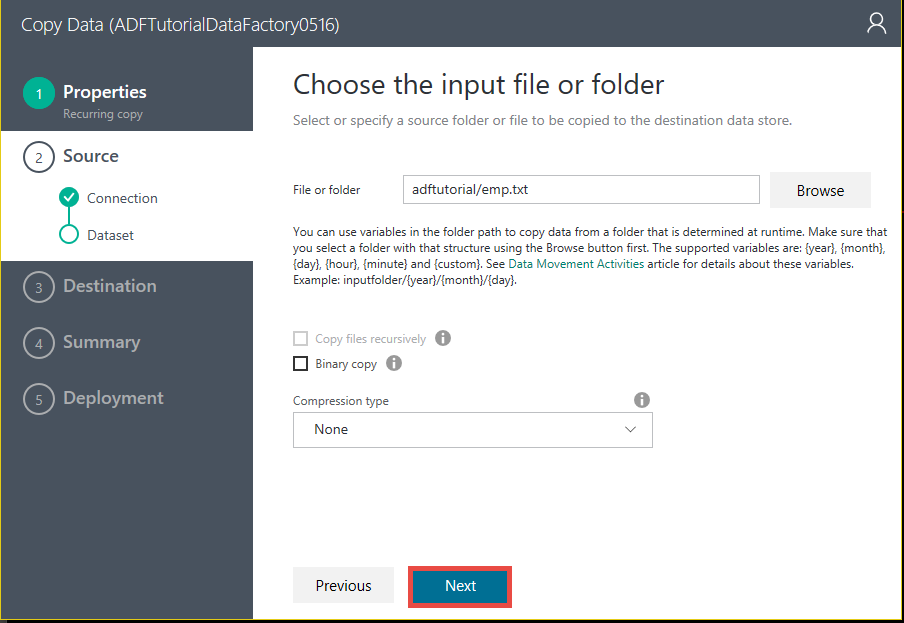 Copy Data (ADFTutorialDataFactory0516)
1 Properties
Recurring copy
2 Source
Connection
Dataset
3 Destination
4 Summary
5 Deployment
Choose the input file or folder
Select or specify a source folder or file to be copied to the destination data store.
File or folder adftutorial/emp.txt Browse
You can use variables in the folder path to copy data from a folder that is determined at runtime. Make sure that
you select a folder with that structure using the Browse button first. The supported variables are: {year}, {month},
{day}, {hour}, {minute} and {custom}. See Data Movement Activities article for details about these variables.
Example: inputfolder/{year}/{month}/{day}.
Copy files recursively i
Binary copy i
Compression type i
None
Previous Next